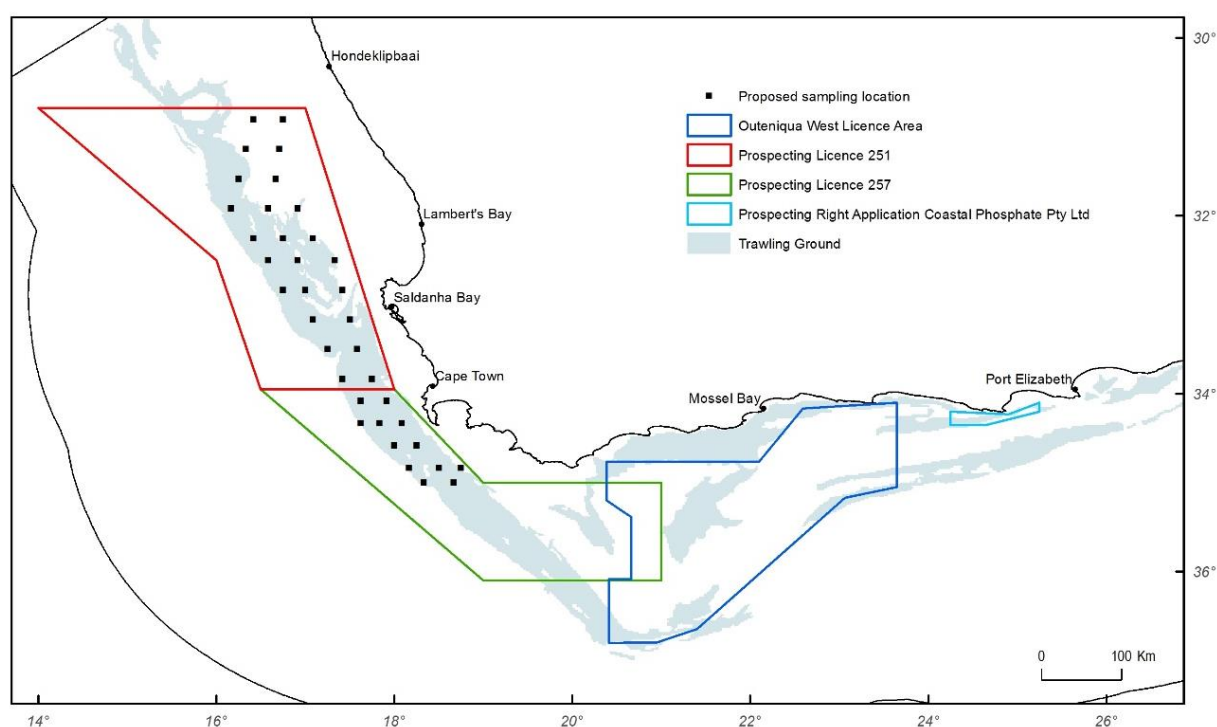 Hondeklipbaai
Lambert's Bay
Saldanha Bay
Cape Town
Mossel Bay
Port Elizabeth
Proposed sampling location
Outeniqua West Licence Area
Prospecting Licence 251
Prospecting Licence 257
Prospecting Right Application Coastal Phosphate Pty Ltd
Trawling Ground
30°
32°
34°
36°
0 100 Km
14° 16° 18° 20° 22° 24° 26°